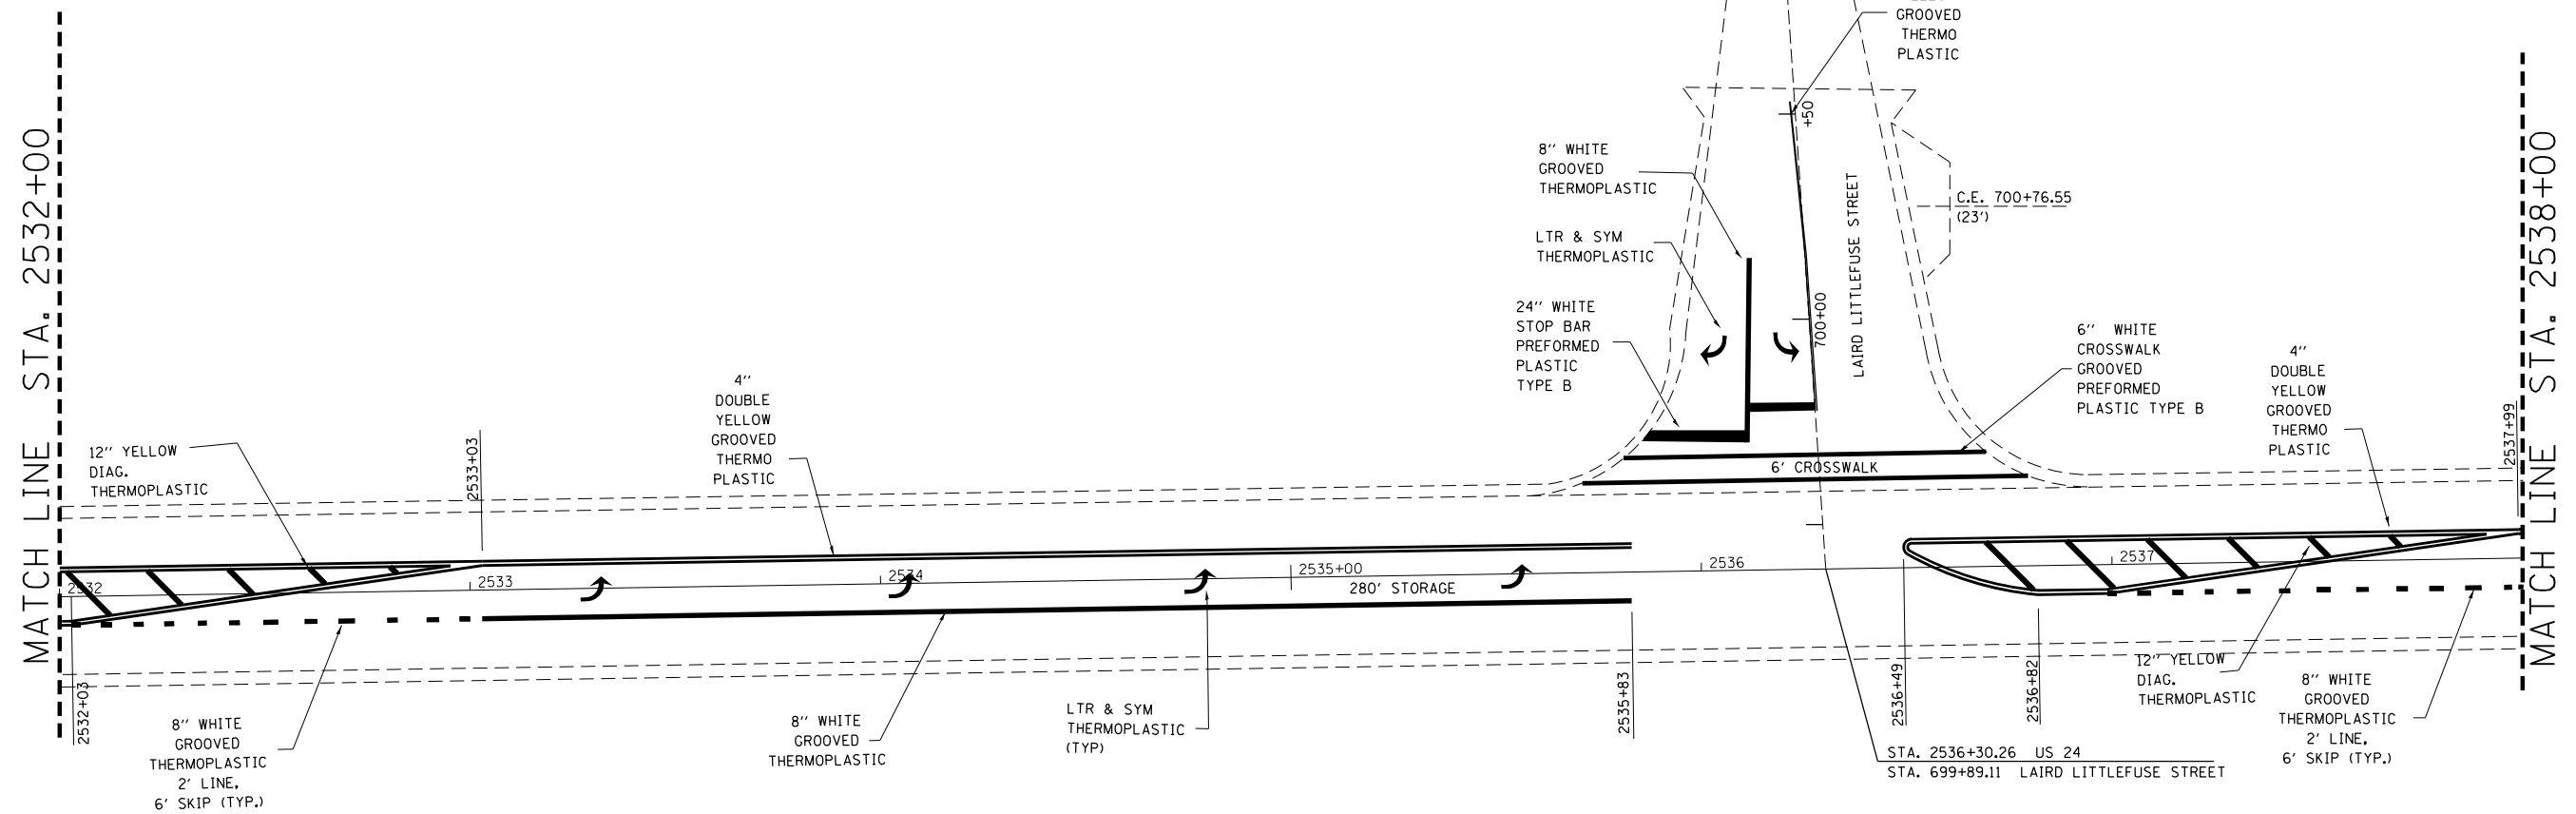 MATCH LINE STA. 2532+00
GROOVED
THERMO
PLASTIC
+50
8'' WHITE
GROOVED
THERMOPLASTIC
LTR & SYM
THERMOPLASTIC
24'' WHITE
STOP BAR
PREFORMED
PLASTIC
TYPE B
700+00
LAIRD LITTLEFUSE STREET
C.E. 700+76.55
(23')
6'' WHITE
CROSSWALK
GROOVED
PREFORMED
PLASTIC TYPE B
4''
DOUBLE
YELLOW
GROOVED
THERMO
PLASTIC
2537+99
MATCH LINE STA. 2538+00
12'' YELLOW
DIAG.
THERMOPLASTIC
2533+03
4''
DOUBLE
YELLOW
GROOVED
THERMO
PLASTIC
6' CROSSWALK
2532
2533
2534
2535+00
280' STORAGE
2536
2537
2532+03
8'' WHITE
GROOVED
THERMOPLASTIC
2' LINE,
6' SKIP (TYP.)
8'' WHITE
GROOVED
THERMOPLASTIC
LTR & SYM
THERMOPLASTIC
(TYP)
2535+83
2536+49
2536+82
12'' YELLOW
DIAG.
THERMOPLASTIC
8'' WHITE
GROOVED
THERMOPLASTIC
2' LINE,
6' SKIP (TYP.)
STA. 2536+30.26 US 24
STA. 699+89.11 LAIRD LITTLEFUSE STREET